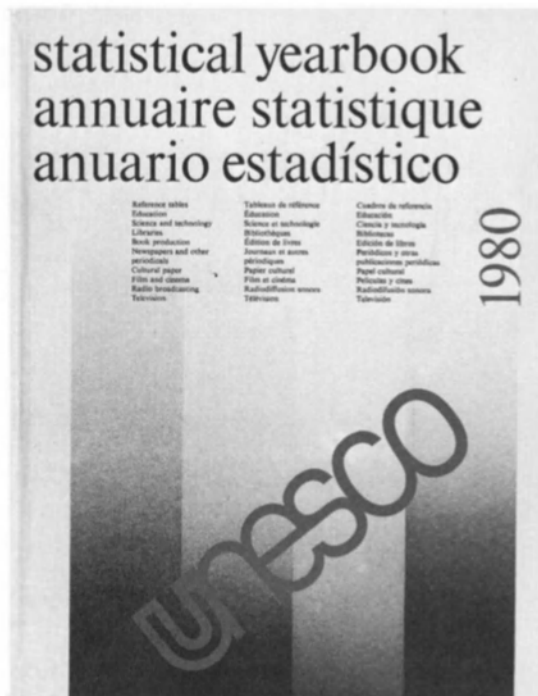 statistical yearbook
annuaire statistique
anuario estadístico
1980
Reference tables
Education
Science and technology
Libraries
Book production
Newspapers and other
periodicals
Cultural paper
Film and cinema
Radio broadcasting
Television
Tableaux de référence
Éducation
Science et technologie
Bibliothèques
Édition de livres
Journaux et autres
périodiques
Papier culturel
Film et cinéma
Radiodiffusion sonore
Télévision
Cuadros de referencia
Educación
Ciencia y tecnología
Bibliotecas
Edición de libros
Periódicos y otras
publicaciones periódicas
Papel cultural
Películas y cines
Radiodifusión sonora
Televisión
unesco